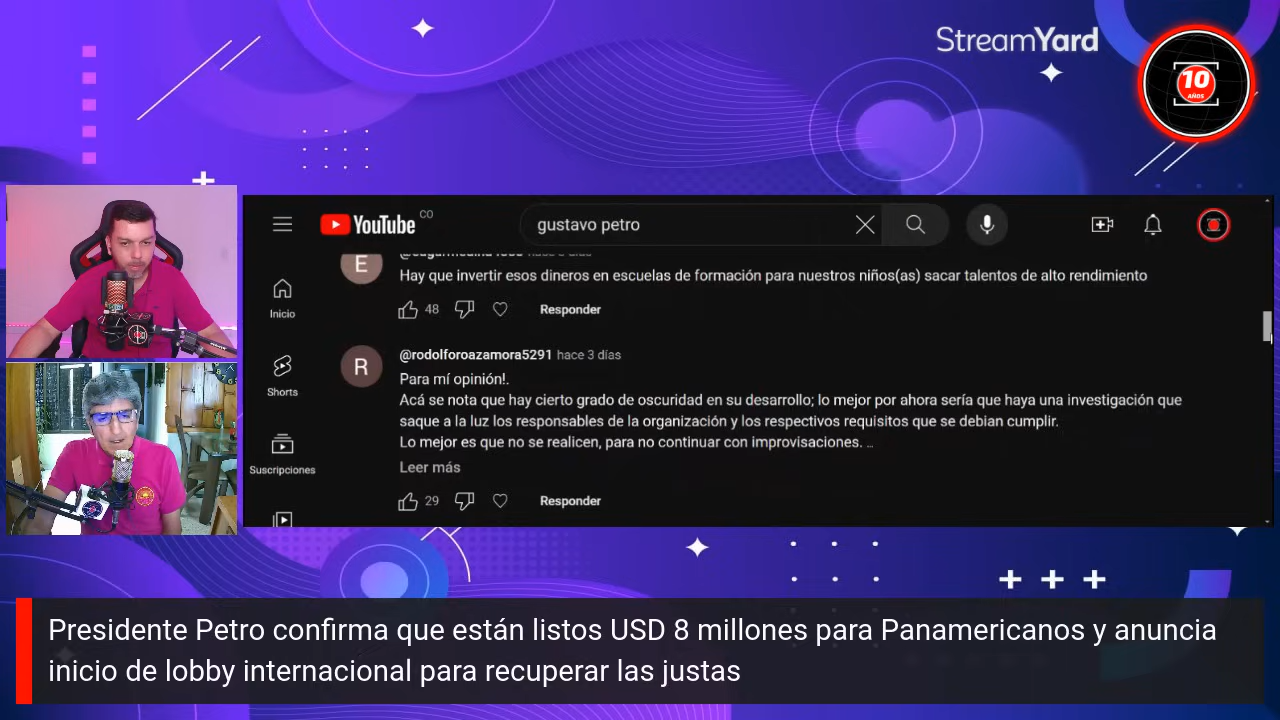 StreamYard
10
AÑOS
YouTube CO
gustavo petro
Inicio
Shorts
Suscripciones
E
Hay que invertir esos dineros en escuelas de formación para nuestros niños(as) sacar talentos de alto rendimiento
48
Responder
R
@rodolforoazamora5291 hace 3 días
Para mí opinión!.
Acá se nota que hay cierto grado de oscuridad en su desarrollo; lo mejor por ahora sería que haya una investigación que
saque a la luz los responsables de la organización y los respectivos requisitos que se debian cumplir.
Lo mejor es que no se realicen, para no continuar con improvisaciones. ...
Leer más
29
Responder
Presidente Petro confirma que están listos USD 8 millones para Panamericanos y anuncia
inicio de lobby internacional para recuperar las justas